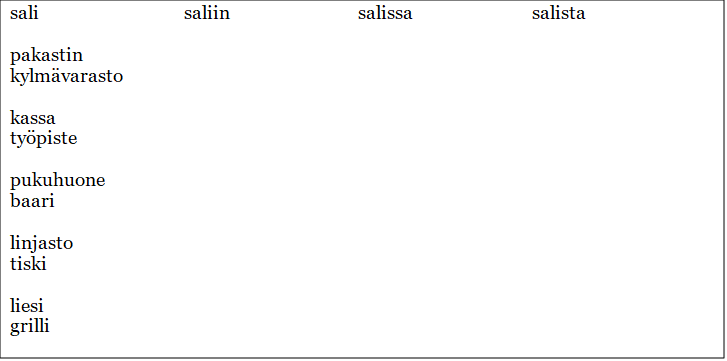 sali saliin salissa salista
pakastin
kylmävarasto
kassa
työpiste
pukuhuone
baari
linjasto
tiski
liesi
grilli